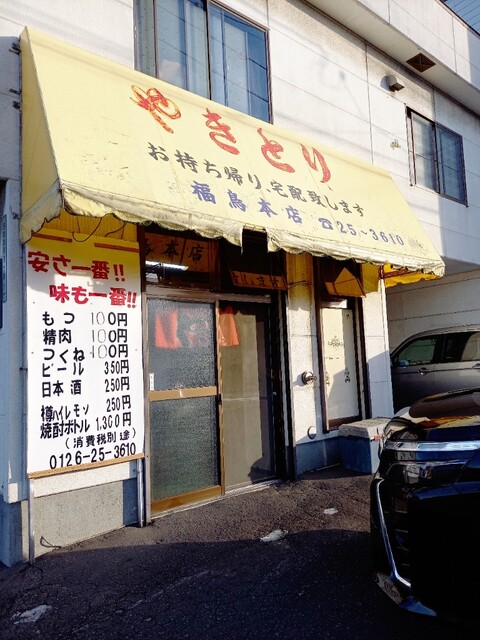 やきとり
お持ち帰り、宅配致します
福鳥本店 ☎25~3610
本店
安さ一番!!
味も一番!!
もつ 100円
精肉 100円
つくね 100円
ビール 350円
日本酒 250円
樽ハイレモン 250円
焼酎ボトル 1,300円
(消費税別途)
0126-25-3610